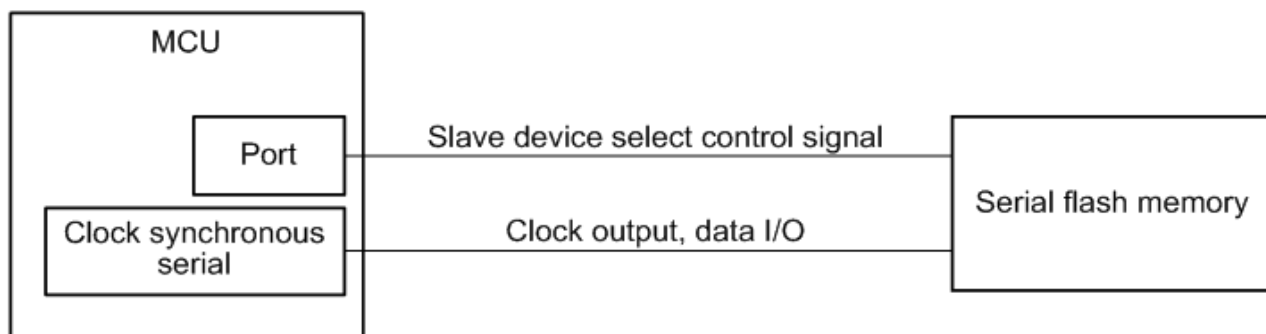 MCU
Port
Slave device select control signal
Clock synchronous
serial
Clock output, data I/O
Serial flash memory